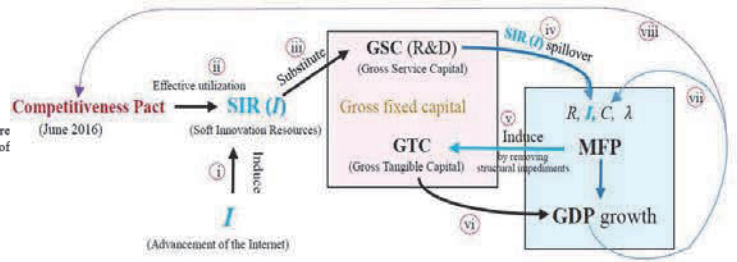 viii
iii
GSC (R&D)
iv
SIR (I) spillover
ii
Substitute
(Gross Service Capital)
Effective utilization
vii
Competitiveness Pact
SIR (I)
Gross fixed capital
R, I, C, λ
(June 2016)
(Soft Innovation Resources)
v
Induce
MFP
re
of
GTC
by removing
structural impediments
i
Induce
(Gross Tangible Capital)
I
vi
GDP growth
(Advancement of the Internet)